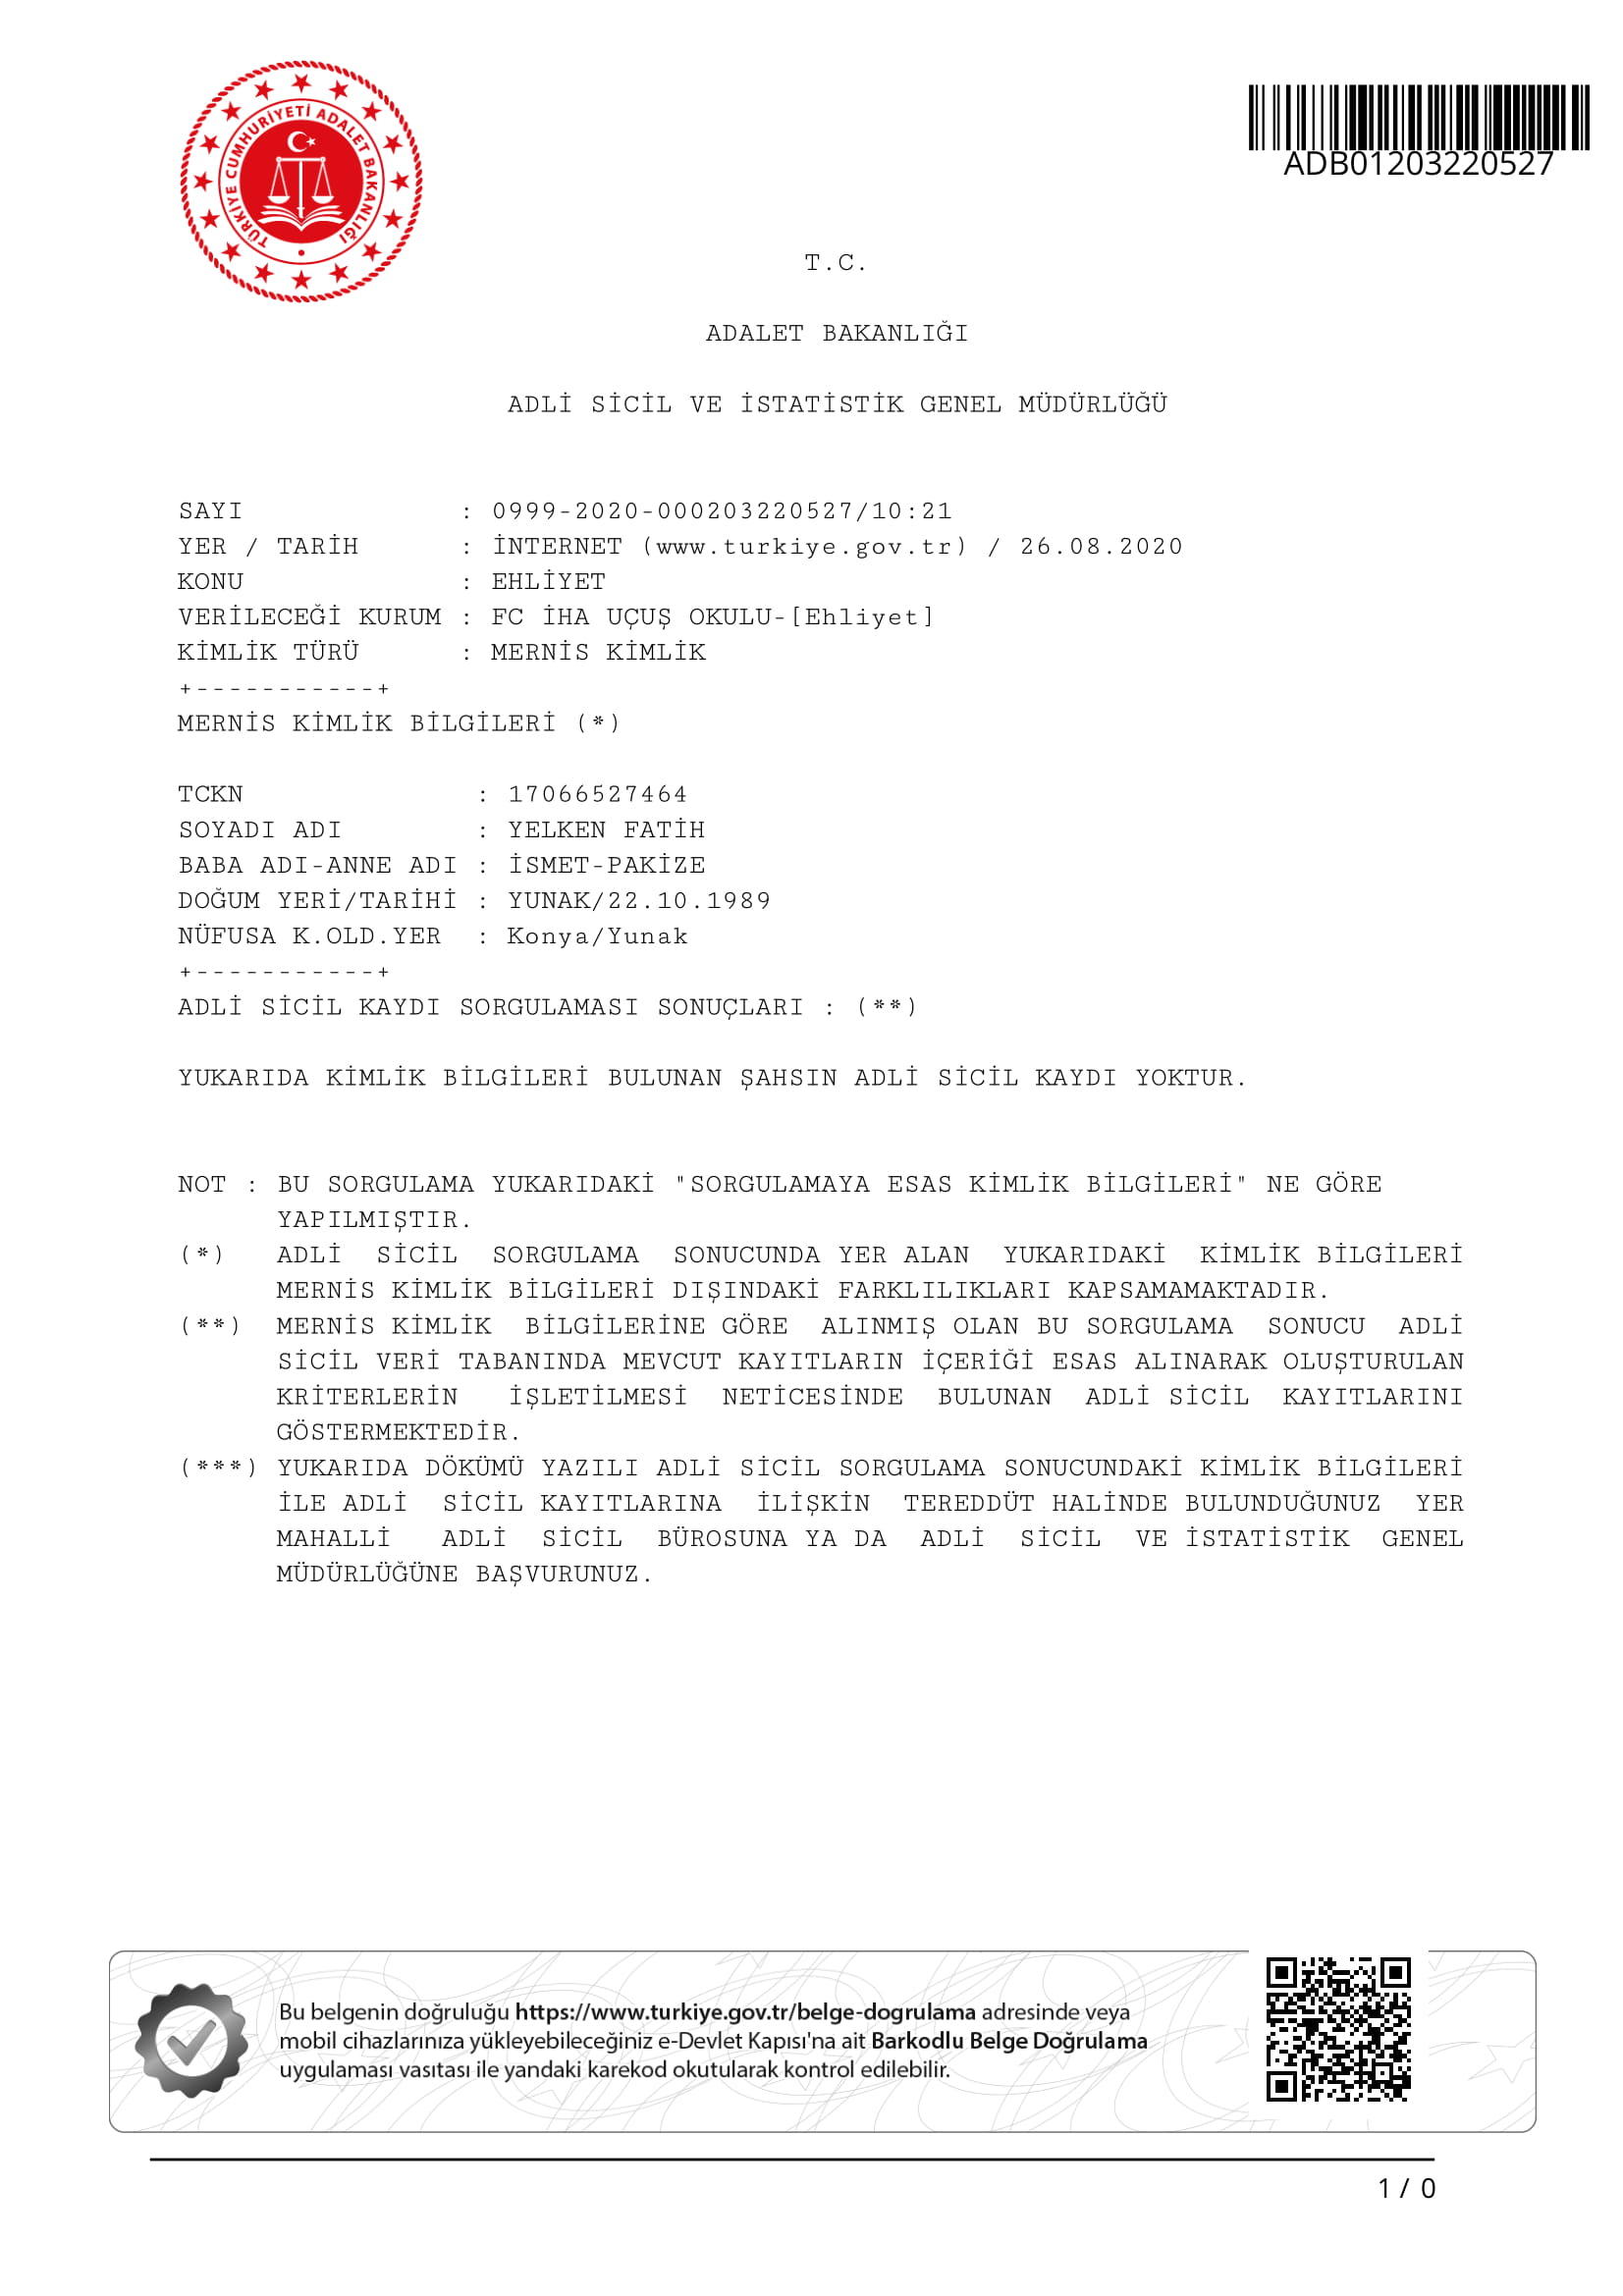 TÜRKİYE CUMHURİYETİ ADALET BAKANLIĞI
ADB01203220527
T.C.
ADALET BAKANLIĞI
ADLİ SİCİL VE İSTATİSTİK GENEL MÜDÜRLÜĞÜ
SAYI : 0999-2020-000203220527/10:21
YER / TARİH : İNTERNET (www.turkiye.gov.tr) / 26.08.2020
KONU : EHLİYET
VERİLECEĞİ KURUM : FC İHA UÇUŞ OKULU-[Ehliyet]
KİMLİK TÜRÜ : MERNİS KİMLİK
+-----------+
MERNİS KİMLİK BİLGİLERİ (*)
TCKN : 17066527464
SOYADI ADI : YELKEN FATİH
BABA ADI-ANNE ADI : İSMET-PAKİZE
DOĞUM YERİ/TARİHİ : YUNAK/22.10.1989
NÜFUSA K.OLD.YER : Konya/Yunak
+-----------+
ADLİ SİCİL KAYDI SORGULAMASI SONUÇLARI : (**)
YUKARIDA KİMLİK BİLGİLERİ BULUNAN ŞAHSIN ADLİ SİCİL KAYDI YOKTUR.
NOT : BU SORGULAMA YUKARIDAKİ "SORGULAMAYA ESAS KİMLİK BİLGİLERİ" NE GÖRE
YAPILMIŞTIR.
(*) ADLİ SİCİL SORGULAMA SONUCUNDA YER ALAN YUKARIDAKİ KİMLİK BİLGİLERİ
MERNİS KİMLİK BİLGİLERİ DIŞINDAKİ FARKLILIKLARI KAPSAMAMAKTADIR.
(**) MERNİS KİMLİK BİLGİLERİNE GÖRE ALINMIŞ OLAN BU SORGULAMA SONUCU ADLİ
SİCİL VERİ TABANINDA MEVCUT KAYITLARIN İÇERİĞİ ESAS ALINARAK OLUŞTURULAN
KRİTERLERİN İŞLETİLMESİ NETİCESİNDE BULUNAN ADLİ SİCİL KAYITLARINI
GÖSTERMEKTEDİR.
(***) YUKARIDA DÖKÜMÜ YAZILI ADLİ SİCİL SORGULAMA SONUCUNDAKİ KİMLİK BİLGİLERİ
İLE ADLİ SİCİL KAYITLARINA İLİŞKİN TEREDDÜT HALİNDE BULUNDUĞUNUZ YER
MAHALLİ ADLİ SİCİL BÜROSUNA YA DA ADLİ SİCİL VE İSTATİSTİK GENEL
MÜDÜRLÜĞÜNE BAŞVURUNUZ.
Bu belgenin doğruluğu https://www.turkiye.gov.tr/belge-dogrulama adresinde veya
mobil cihazlarınıza yükleyebileceğiniz e-Devlet Kapısı'na ait Barkodlu Belge Doğrulama
uygulaması vasıtası ile yandaki karekod okutularak kontrol edilebilir.
1 / 0